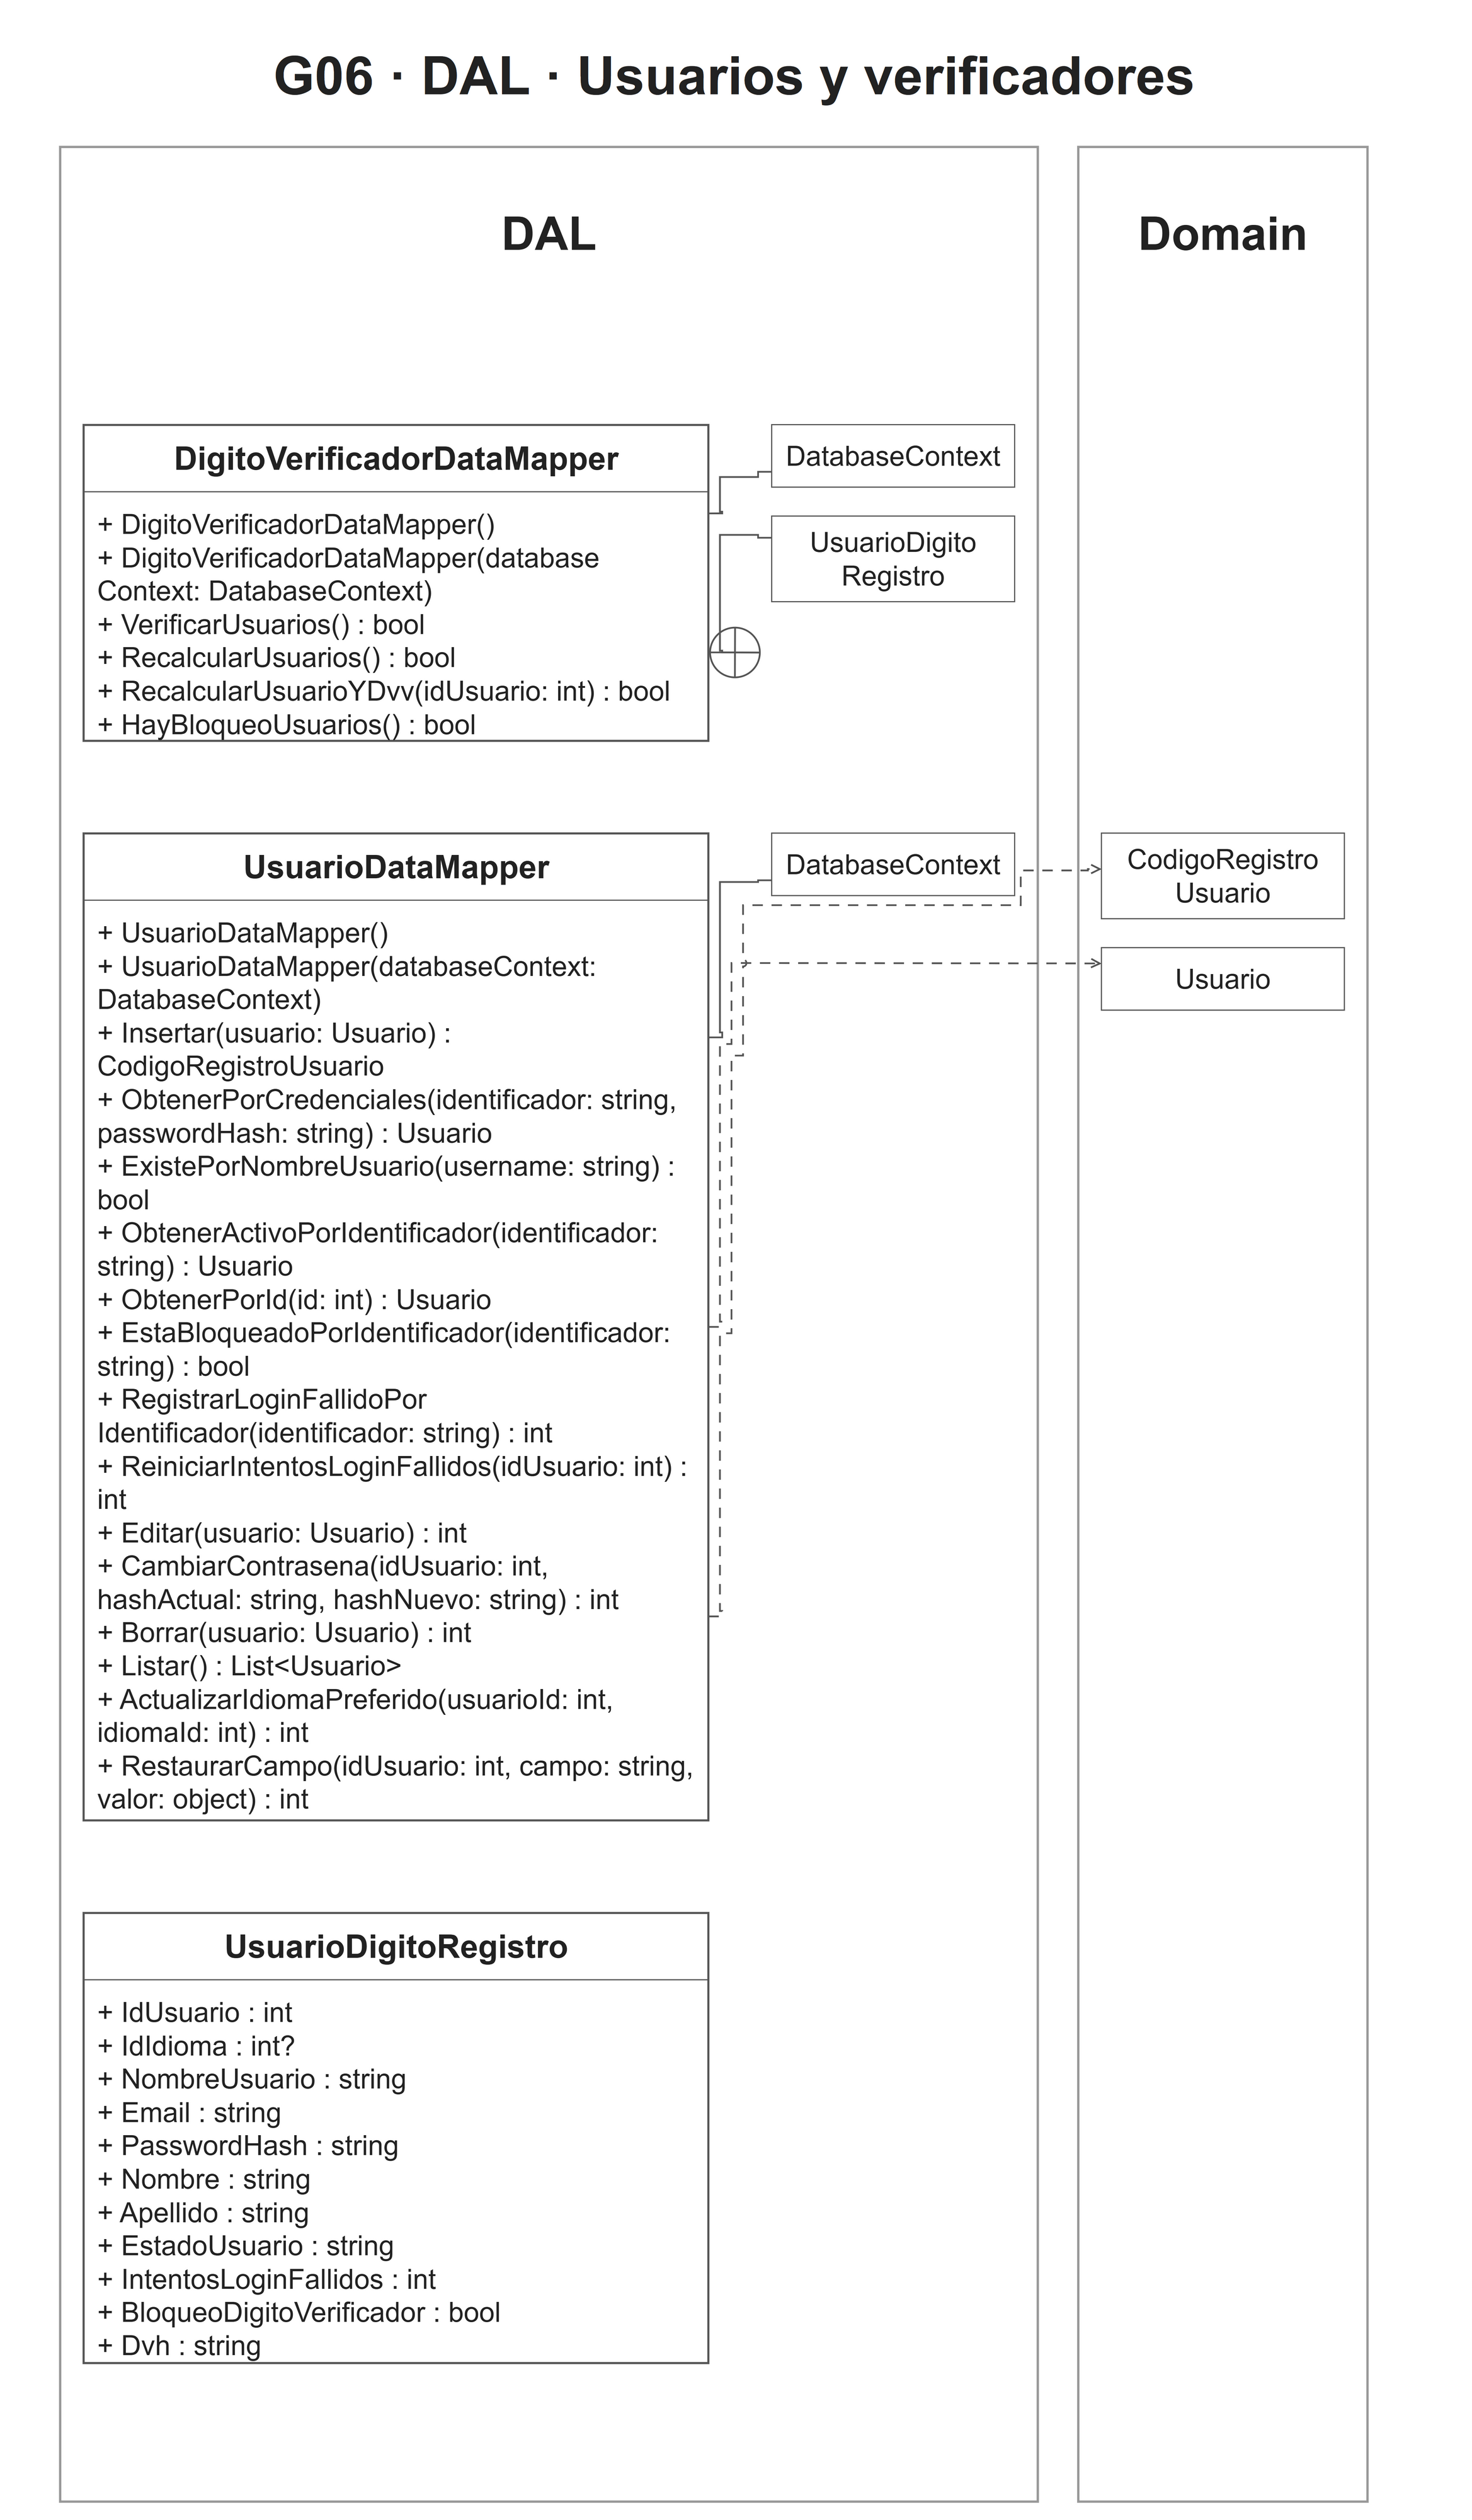 G06 · DAL · Usuarios y verificadores
DAL
Domain
DigitoVerificadorDataMapper
+ DigitoVerificadorDataMapper()
+ DigitoVerificadorDataMapper(database
Context: DatabaseContext)
+ VerificarUsuarios() : bool
+ RecalcularUsuarios() : bool
+ RecalcularUsuarioYDvv(idUsuario: int) : bool
+ HayBloqueoUsuarios() : bool
DatabaseContext
UsuarioDigito
Registro
UsuarioDataMapper
+ UsuarioDataMapper()
+ UsuarioDataMapper(databaseContext:
DatabaseContext)
+ Insertar(usuario: Usuario) :
CodigoRegistroUsuario
+ ObtenerPorCredenciales(identificador: string,
passwordHash: string) : Usuario
+ ExistePorNombreUsuario(username: string) :
bool
+ ObtenerActivoPorIdentificador(identificador:
string) : Usuario
+ ObtenerPorId(id: int) : Usuario
+ EstaBloqueadoPorIdentificador(identificador:
string) : bool
+ RegistrarLoginFallidoPor
Identificador(identificador: string) : int
+ ReiniciarIntentosLoginFallidos(idUsuario: int) :
int
+ Editar(usuario: Usuario) : int
+ CambiarContrasena(idUsuario: int,
hashActual: string, hashNuevo: string) : int
+ Borrar(usuario: Usuario) : int
+ Listar() : List<Usuario>
+ ActualizarIdiomaPreferido(usuarioId: int,
idiomaId: int) : int
+ RestaurarCampo(idUsuario: int, campo: string,
valor: object) : int
DatabaseContext
CodigoRegistro
Usuario
Usuario
UsuarioDigitoRegistro
+ IdUsuario : int
+ IdIdioma : int?
+ NombreUsuario : string
+ Email : string
+ PasswordHash : string
+ Nombre : string
+ Apellido : string
+ EstadoUsuario : string
+ IntentosLoginFallidos : int
+ BloqueoDigitoVerificador : bool
+ Dvh : string